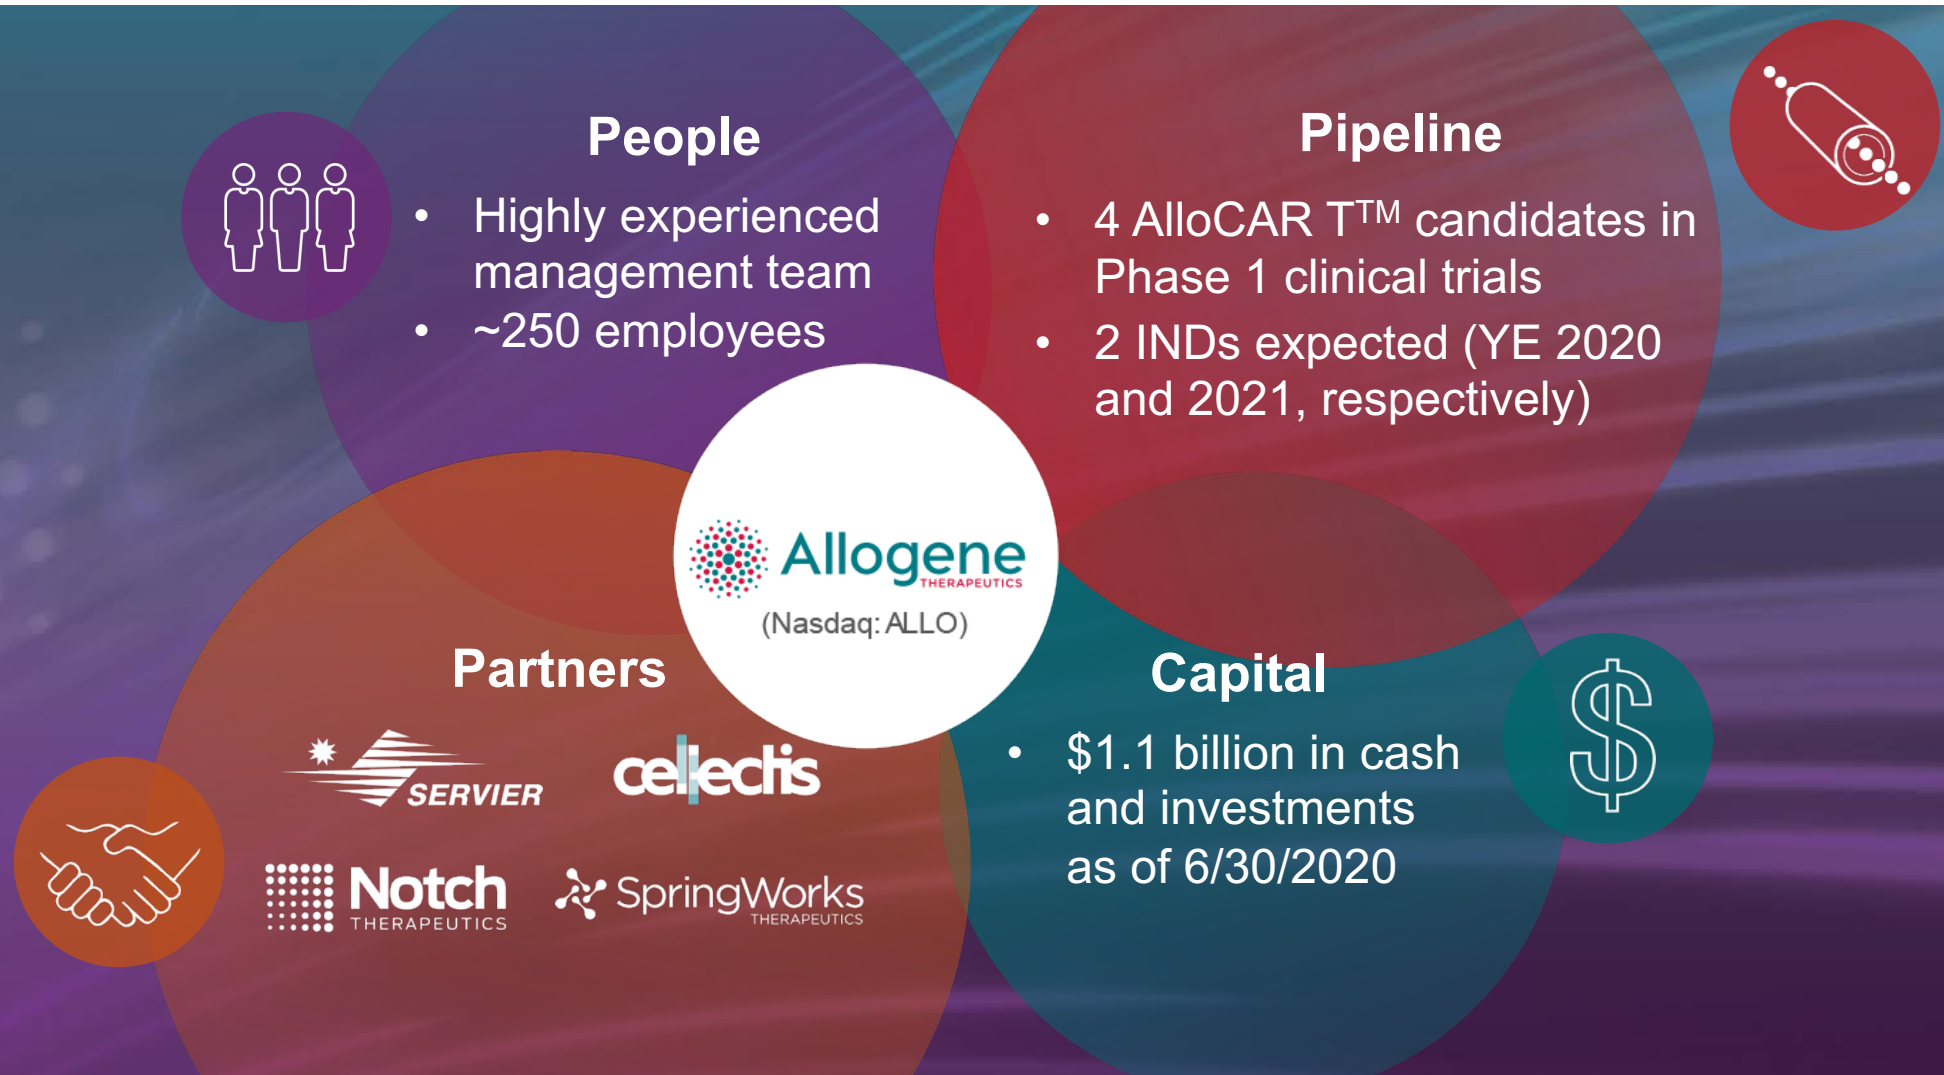 People
• Highly experienced
management team
• ~250 employees
Pipeline
• 4 AlloCAR T™ candidates in
Phase 1 clinical trials
• 2 INDs expected (YE 2020
and 2021, respectively)
Allogene
THERAPEUTICS
(Nasdaq: ALLO)
Partners
SERVIER
cellectis
Notch
THERAPEUTICS
SpringWorks
THERAPEUTICS
Capital
• $1.1 billion in cash
and investments
as of 6/30/2020
$